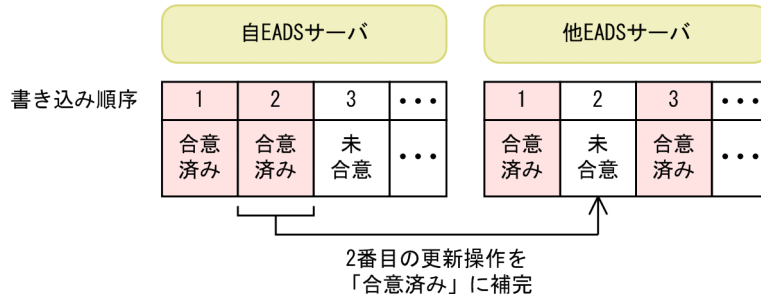 自EADSサーバ 他EADSサーバ
書き込み順序 1 2 3 ・・・ 1 2 3 ・・・
合意 合意 未 ・・・ 合意 未 合意 ・・・
済み 済み 合意 済み 合意 済み
2番目の更新操作を
「合意済み」に補完